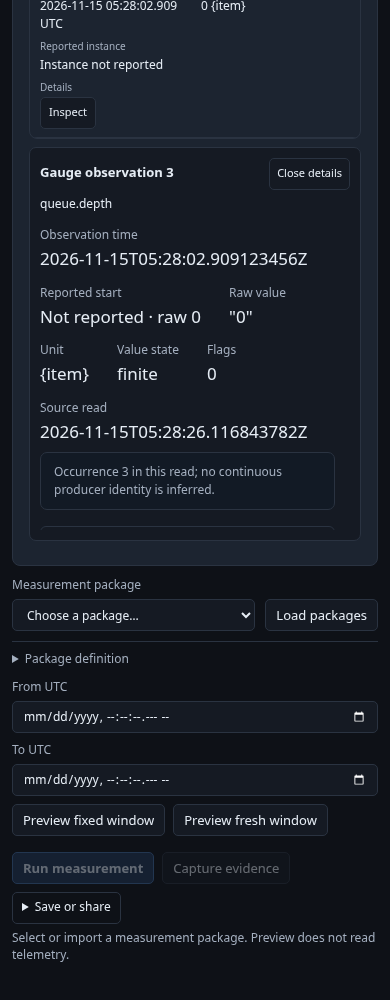 2026-11-15 05:28:02.909 0 {item}
UTC
Reported instance
Instance not reported
Details
Inspect
Gauge observation 3 Close details
queue.depth
Observation time
2026-11-15T05:28:02.909123456Z
Reported start Raw value
Not reported · raw 0 "0"
Unit Value state Flags
{item} finite 0
Source read
2026-11-15T05:28:26.116843782Z
Occurrence 3 in this read; no continuous
producer identity is inferred.
Measurement package
Choose a package... Load packages
▶ Package definition
From UTC
mm/dd/yyyy, --:--:--.--- --
To UTC
mm/dd/yyyy, --:--:--.--- --
Preview fixed window Preview fresh window
Run measurement Capture evidence
▶ Save or share
Select or import a measurement package. Preview does not read
telemetry.